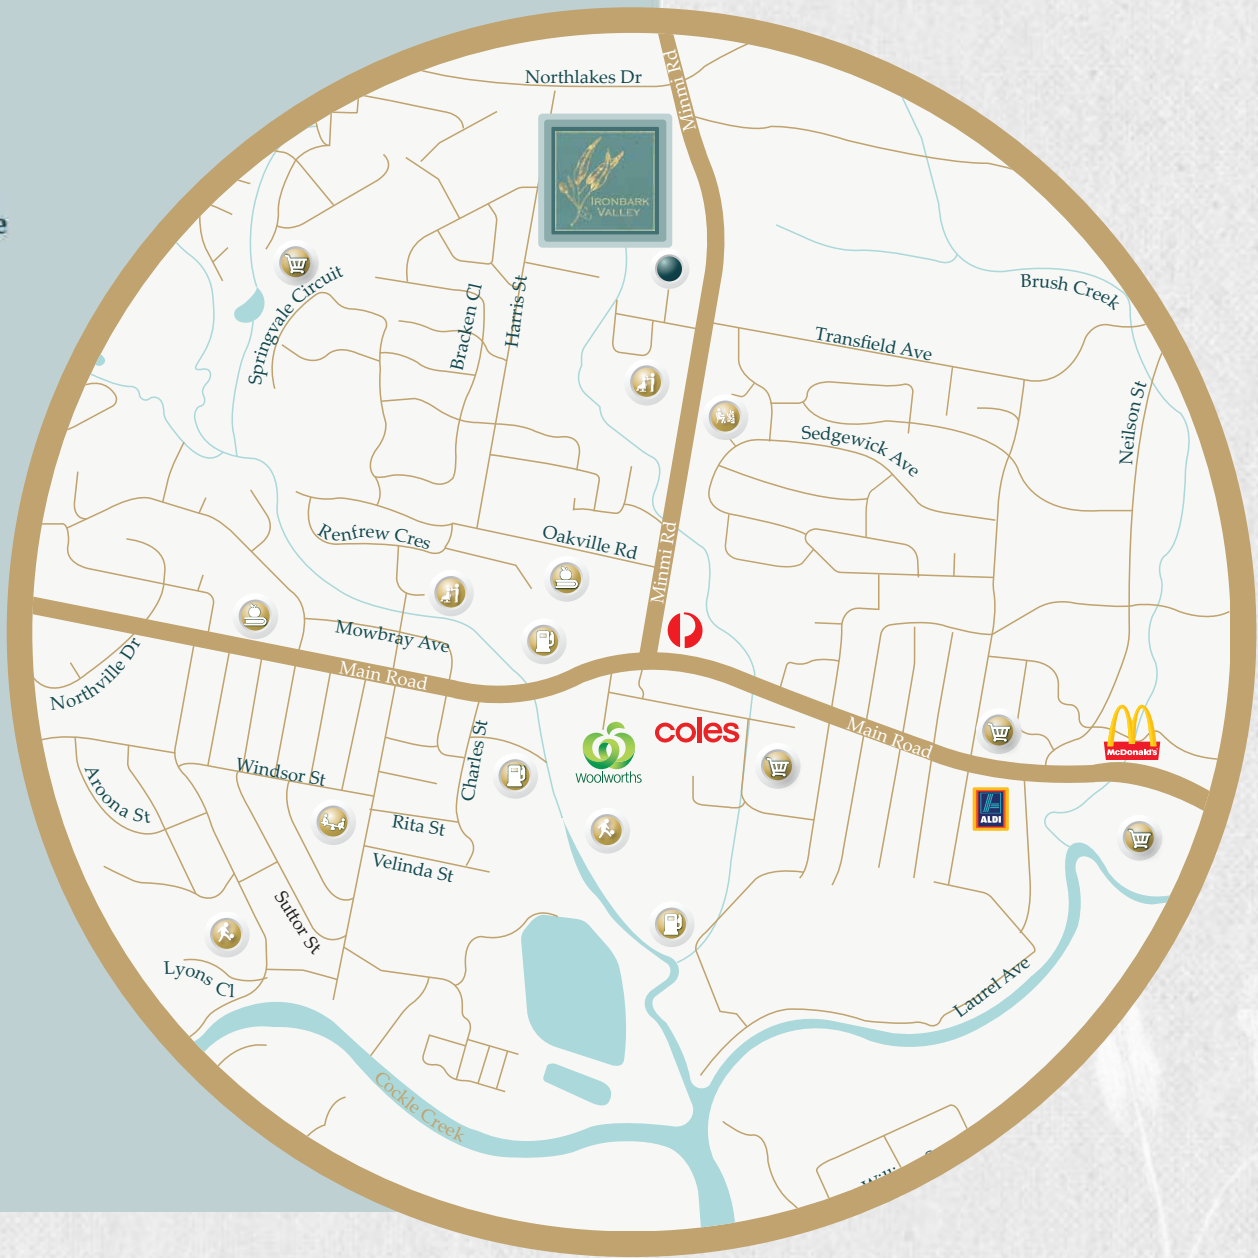 Northlakes Dr
Minmi Rd
IRONBARK
VALLEY
e
Springvale Circuit
Brush Creek
Bracken Cl
Harris St
Transfield Ave
Neilson St
Sedgewick Ave
Renfrew Cres
Oakville Rd
Minmi Rd
Mowbray Ave
Northville Dr
Main Road
Main Road
coles
woolworths
McDonald's
Charles St
Windsor St
Aroona St
Rita St
ALDI
Velinda St
Suttor St
Lyons Cl
Laurel Ave
Cockle Creek